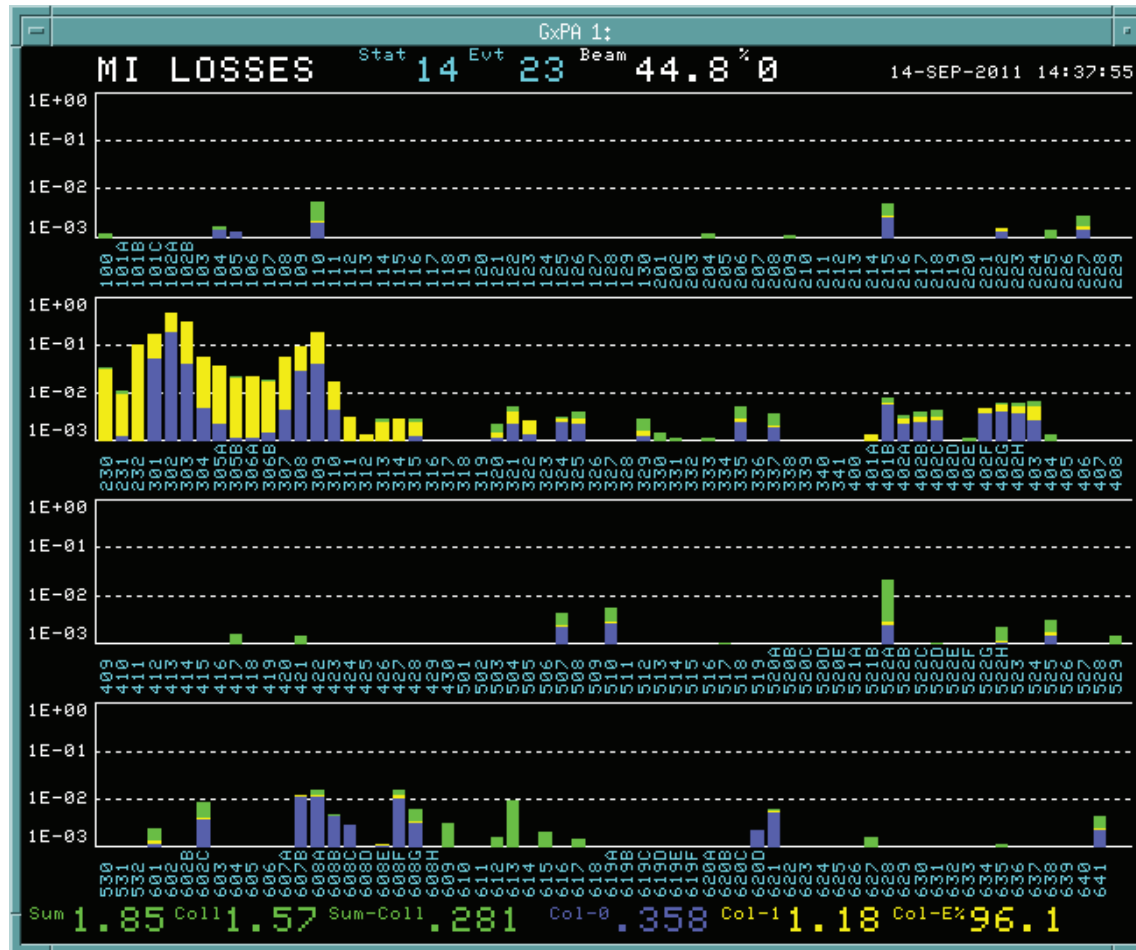 GxPA 1:
MI LOSSES Stat 14 Evt 23 Beam 44.8 % 0 14-SEP-2011 14:37:55
1E+00
1E-01
1E-02
1E-03
100 101A 101B 101C 102A 102B 103 104 105 106 107 108 109 110 111 112 113 114 115 116 117 118 119 120 121 122 123 124 125 126 127 128 129 130 201 202 203 204 205 206 207 208 209 210 211 212 213 214 215 216 217 218 219 220 221 222 223 224 225 226 227 228 229
1E+00
1E-01
1E-02
1E-03
230 231 232 301 302 303 304 305A 305B 306A 306B 307 308 309 310 311 312 313 314 315 316 317 318 319 320 321 322 323 324 325 326 327 328 329 330 331 332 333 334 335 336 337 338 339 340 341 400 401A 401B 402A 402B 402C 402D 402E 402F 402G 402H 403 404 405 406 407 408
1E+00
1E-01
1E-02
1E-03
409 410 411 412 413 414 415 416 417 418 419 420 421 422 423 424 425 426 427 428 429 430 501 502 503 504 505 506 507 508 509 510 511 512 513 514 515 516 517 518 519 520A 520B 520C 520D 520E 521A 521B 522A 522B 522C 522D 522E 522F 522G 522H 523 524 525 526 527 528 529
1E+00
1E-01
1E-02
1E-03
530 531 532 601 602 602B 602C 603 604 605 606 607A 607B 608A 608B 608C 608D 608E 608F 608G 608H 609 610 611 612 613 614 615 616 617 618 619A 619B 619C 619D 619E 619F 620A 620B 620C 620D 621 622 623 624 625 626 627 628 629 630 631 632 633 634 635 636 637 638 639 640 641
Sum 1.85 Coll 1.57 Sum-Coll .281 Col-0 .358 Col-1 1.18 Col-E% 96.1